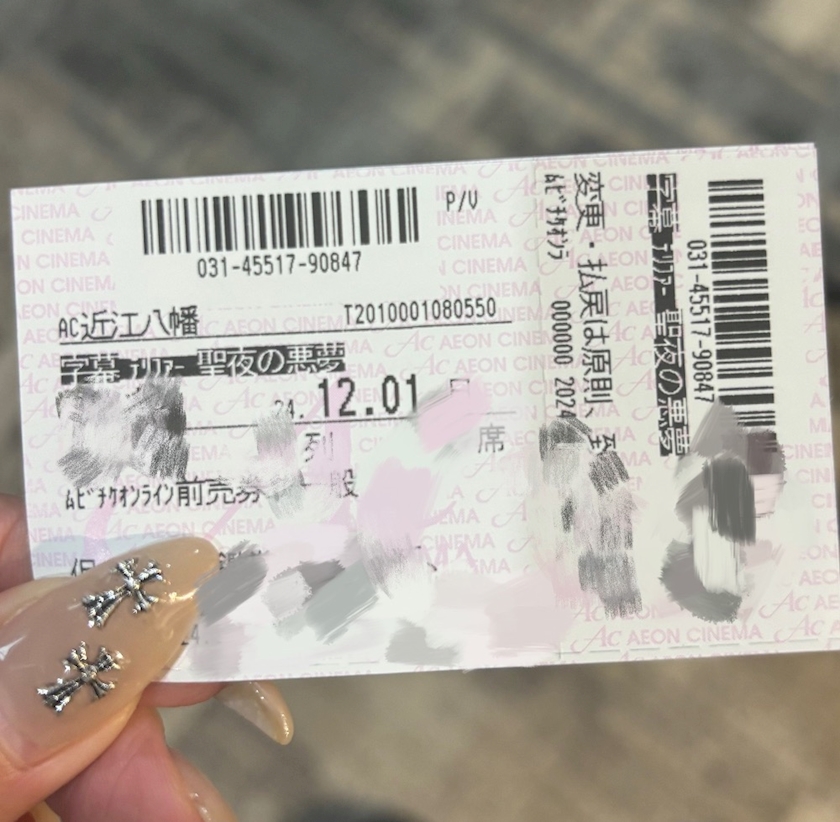 P/V
031-45517-90847
AC近江八幡
T2010001080550
字幕 ﾃﾘﾌｧｰ 聖夜の悪夢
24.12.01
列 席
ﾑﾋﾞﾁｹｵﾝﾗｲﾝ前売券 一般
031-45517-90847
字幕 ﾃﾘﾌｧｰ 聖夜の悪夢
変更・払戻は原則
ﾑﾋﾞﾁｹｵﾝﾗ 000000 2024
AEON CINEMA